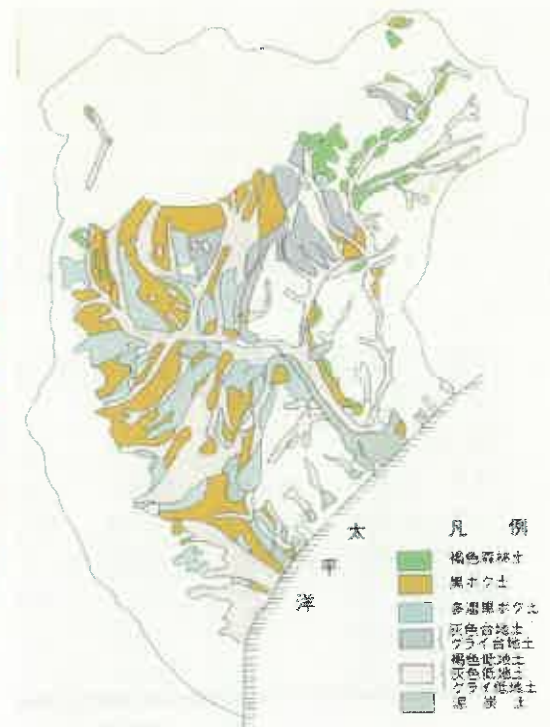 太
平
洋
凡 例
褐色森林土
黒ボク土
多湿黒ボク土
灰色台地土
グライ台地土
褐色低地土
灰色低地土
グライ低地土
泥炭土